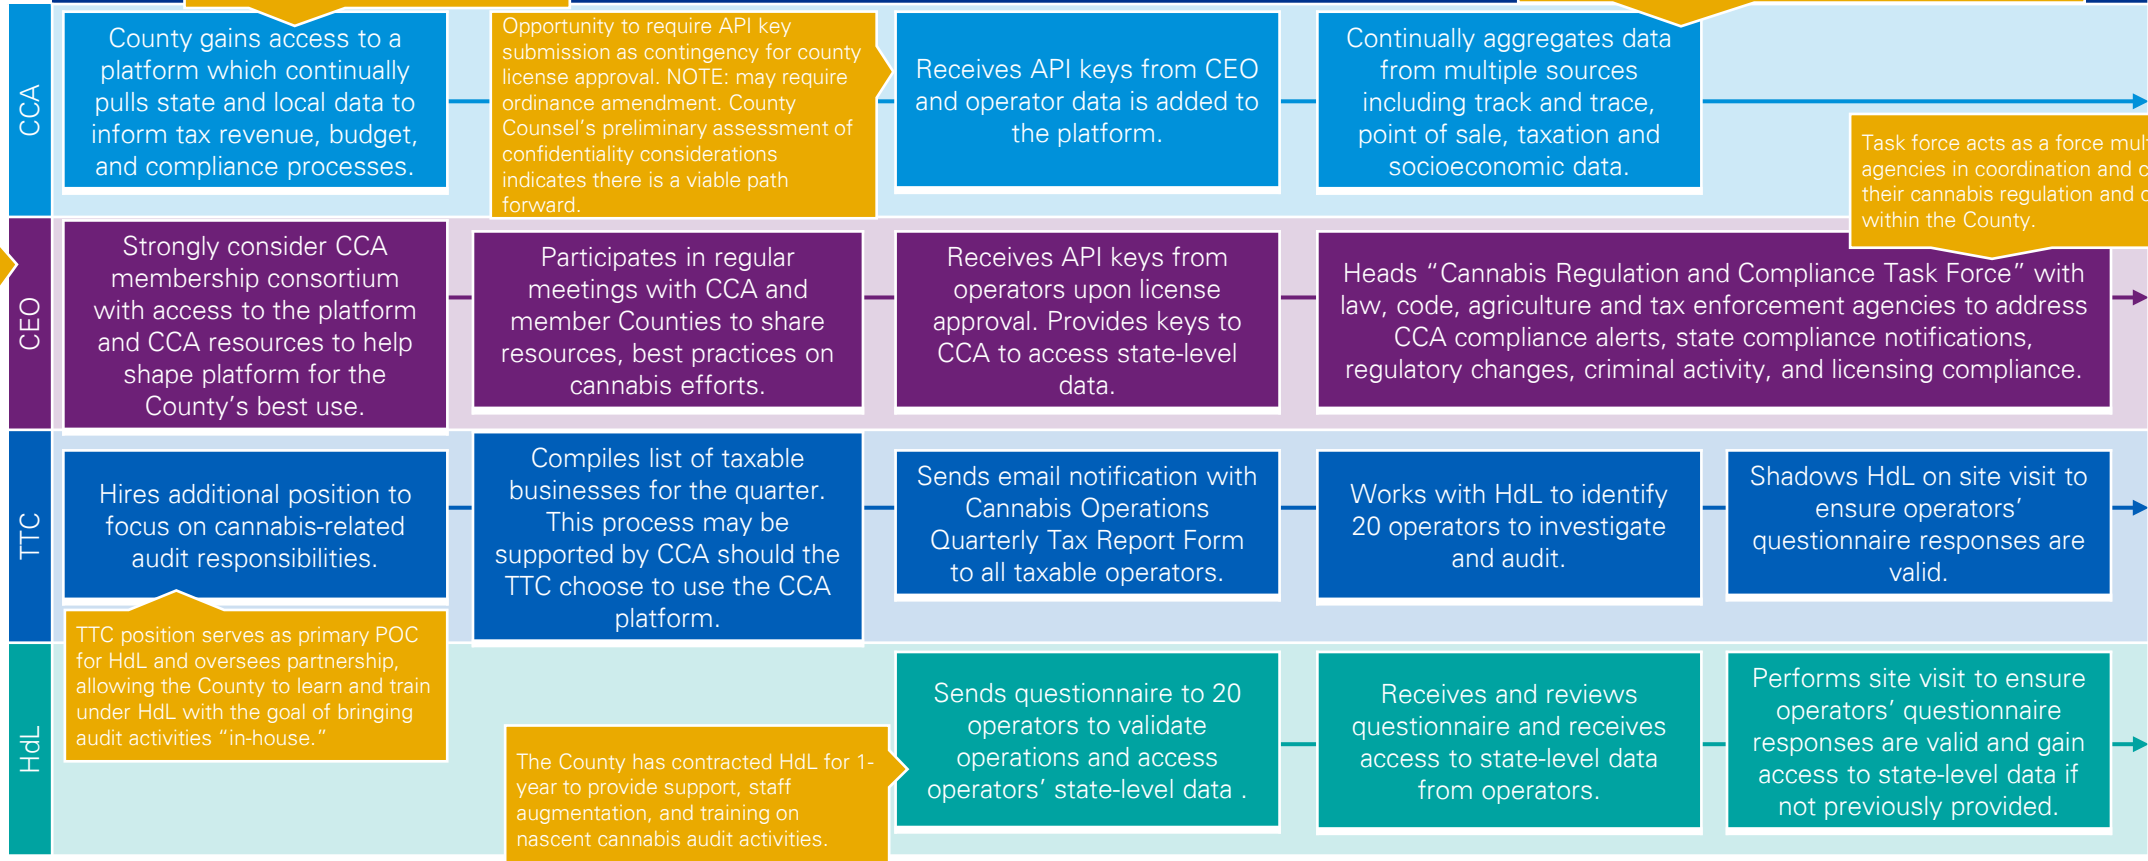 CCA
County gains access to a
platform which continually
pulls state and local data to
inform tax revenue, budget,
and compliance processes.
Opportunity to require API key
submission as contingency for county
license approval. NOTE: may require
ordinance amendment. County
Counsel's preliminary assessment of
confidentiality considerations
indicates there is a viable path
forward.
Receives API keys from CEO
and operator data is added to
the platform.
Continually aggregates data
from multiple sources
including track and trace,
point of sale, taxation and
socioeconomic data.
Task force acts as a force
agencies in coordination and
their cannabis regulation and
within the County.
CEO
Strongly consider CCA
membership consortium
with access to the platform
and CCA resources to help
shape platform for the
County's best use.
Participates in regular
meetings with CCA and
member Counties to share
resources, best practices on
cannabis efforts.
Receives API keys from
operators upon license
approval. Provides keys to
CCA to access state-level
data.
Heads “Cannabis Regulation and Compliance Task Force” with
law, code, agriculture and tax enforcement agencies to address
CCA compliance alerts, state compliance notifications,
regulatory changes, criminal activity, and licensing compliance.
TTC
Hires additional position to
focus on cannabis-related
audit responsibilities.
TTC position serves as primary POC
for HdL and oversees partnership,
allowing the County to learn and train
under HdL with the goal of bringing
audit activities “in-house.”
Compiles list of taxable
businesses for the quarter.
This process may be
supported by CCA should the
TTC choose to use the CCA
platform.
Sends email notification with
Cannabis Operations
Quarterly Tax Report Form
to all taxable operators.
Works with HdL to identify
20 operators to investigate
and audit.
Shadows HdL on site visit to
ensure operators’
questionnaire responses are
valid.
HdL
The County has contracted HdL for 1-
year to provide support, staff
augmentation, and training on
nascent cannabis audit activities.
Sends questionnaire to 20
operators to validate
operations and access
operators’ state-level data .
Receives and reviews
questionnaire and receives
access to state-level data
from operators.
Performs site visit to ensure
operators’ questionnaire
responses are valid and gain
access to state-level data if
not previously provided.